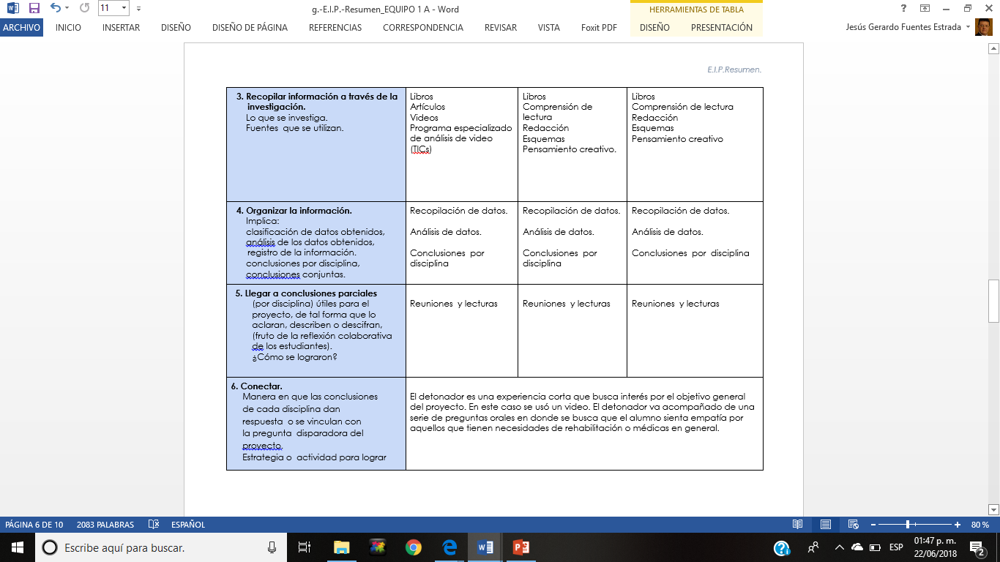 11
g.-E.I.P.-Resumen_EQUIPO 1 A - Word
HERRAMIENTAS DE TABLA
?
ARCHIVO INICIO INSERTAR DISEÑO DISEÑO DE PÁGINA REFERENCIAS CORRESPONDENCIA REVISAR VISTA Foxit PDF DISEÑO PRESENTACIÓN Jesús Gerardo Fuentes Estrada
E.I.P.Resumen.
3. Recopilar información a través de la
investigación.
Lo que se investiga.
Fuentes que se utilizan.
Libros
Artículos
Videos
Programa especializado
de análisis de video
(TICs)
Libros
Comprensión de
lectura
Redacción
Esquemas
Pensamiento creativo.
Libros
Comprensión de lectura
Redacción
Esquemas
Pensamiento creativo
4. Organizar la información.
Implica:
clasificación de datos obtenidos,
análisis de los datos obtenidos,
registro de la información.
conclusiones por disciplina,
conclusiones conjuntas.
Recopilación de datos.
Análisis de datos.
Conclusiones por
disciplina
Recopilación de datos.
Análisis de datos.
Conclusiones por
disciplina
Recopilación de datos.
Análisis de datos.
Conclusiones por disciplina
5. Llegar a conclusiones parciales
(por disciplina) útiles para el
proyecto, de tal forma que lo
aclaran, describen o descifran,
(fruto de la reflexión colaborativa
de los estudiantes).
¿Cómo se lograron?
Reuniones y lecturas
Reuniones y lecturas
Reuniones y lecturas
6. Conectar.
Manera en que las conclusiones
de cada disciplina dan
respuesta o se vinculan con
la pregunta disparadora del
proyecto.
Estrategia o actividad para lograr
El detonador es una experiencia corta que busca interés por el objetivo general
del proyecto. En este caso se usó un video. El detonador va acompañado de una
serie de preguntas orales en donde se busca que el alumno sienta empatía por
aquellos que tienen necesidades de rehabilitación o médicas en general.
PÁGINA 6 DE 10 2083 PALABRAS ESPAÑOL 80 %
Escribe aquí para buscar.
ESP
01:47 p. m.
22/06/2018
2